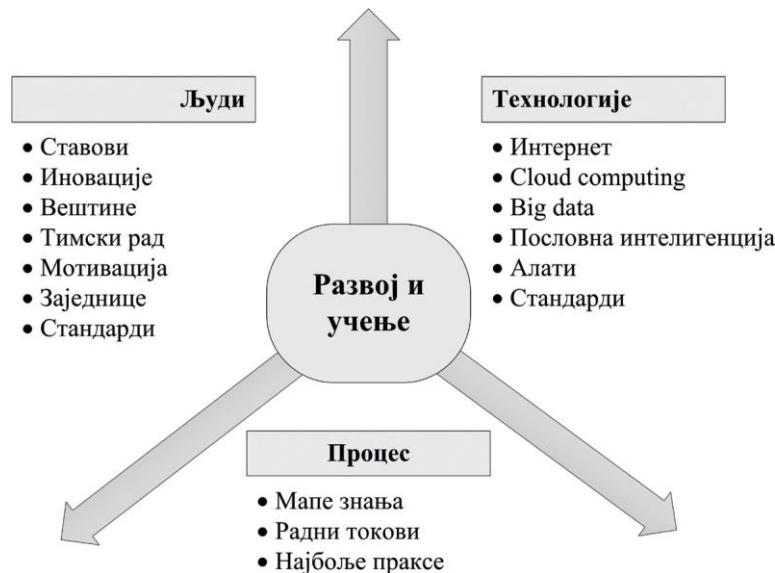 Људи
• Ставови
• Иновације
• Вештине
• Тимски рад
• Мотивација
• Заједнице
• Стандарди
Технологије
• Интернет
• Cloud computing
• Big data
• Пословна интелигенција
• Алати
• Стандарди
Развој и
учење
Процес
• Мапе знања
• Радни токови
• Најбоље праксе